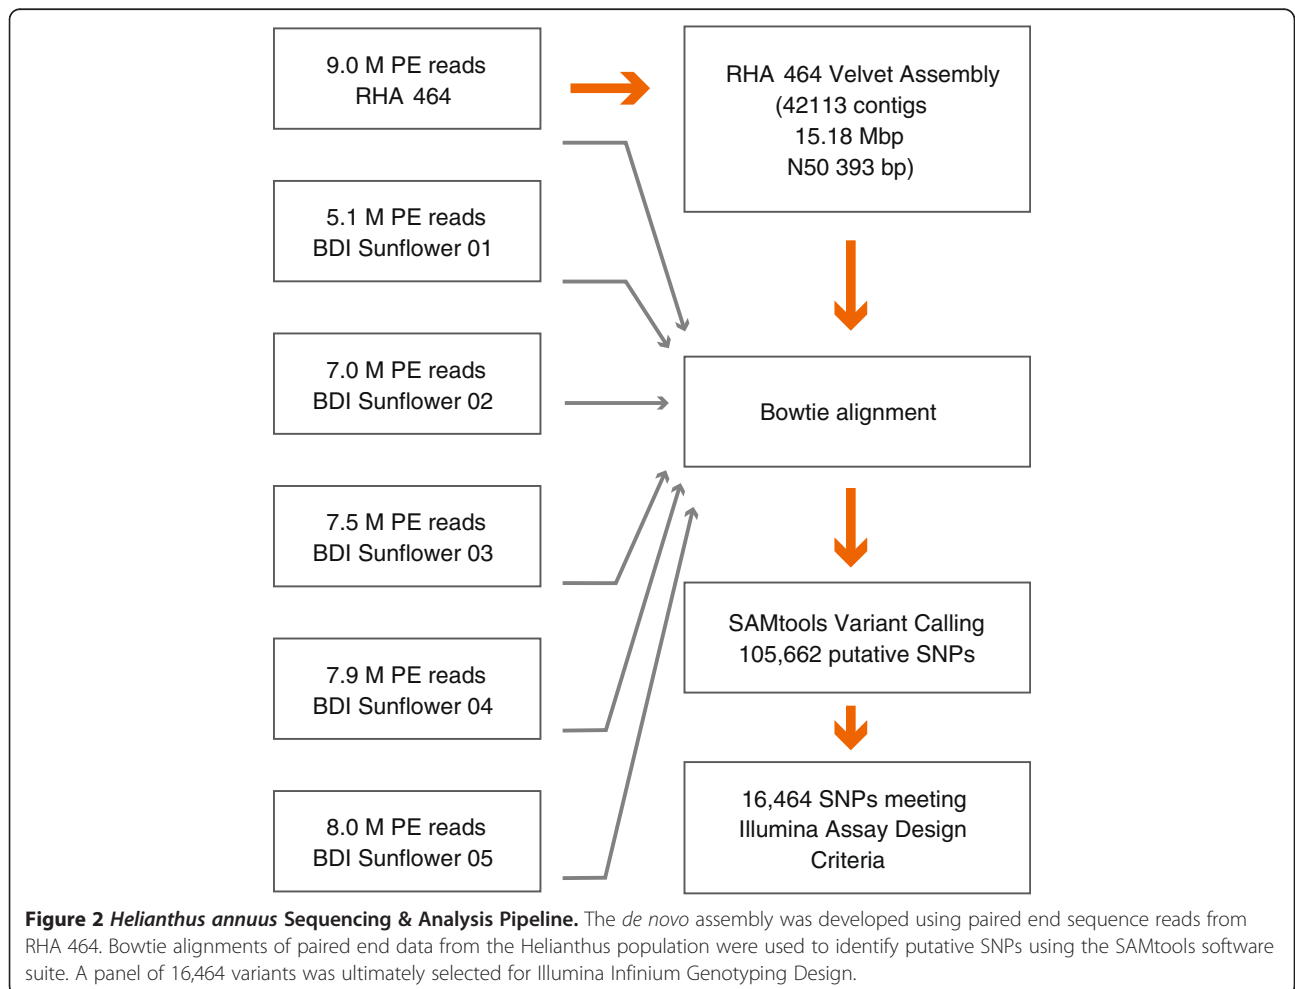 9.0 M PE reads
RHA 464
5.1 M PE reads
BDI Sunflower 01
7.0 M PE reads
BDI Sunflower 02
7.5 M PE reads
BDI Sunflower 03
7.9 M PE reads
BDI Sunflower 04
8.0 M PE reads
BDI Sunflower 05
RHA 464 Velvet Assembly
(42113 contigs
15.18 Mbp
N50 393 bp)
Bowtie alignment
SAMtools Variant Calling
105,662 putative SNPs
16,464 SNPs meeting
Illumina Assay Design
Criteria
Figure 2 Helianthus annuus Sequencing & Analysis Pipeline. The de novo assembly was developed using paired end sequence reads from
RHA 464. Bowtie alignments of paired end data from the Helianthus population were used to identify putative SNPs using the SAMtools software
suite. A panel of 16,464 variants was ultimately selected for Illumina Infinium Genotyping Design.